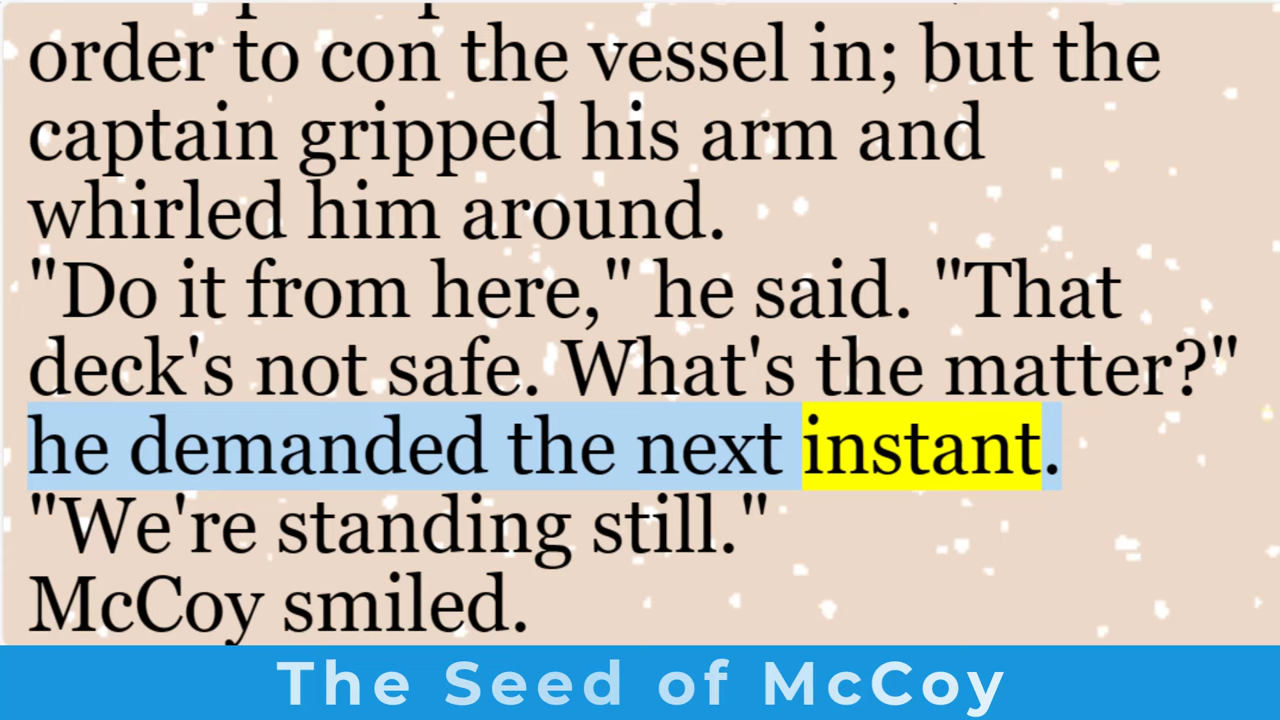 order to con the vessel in; but the
captain gripped his arm and
whirled him around.
"Do it from here," he said. "That
deck's not safe. What's the matter?"
he demanded the next instant.
"We're standing still."
McCoy smiled.
The Seed of McCoy